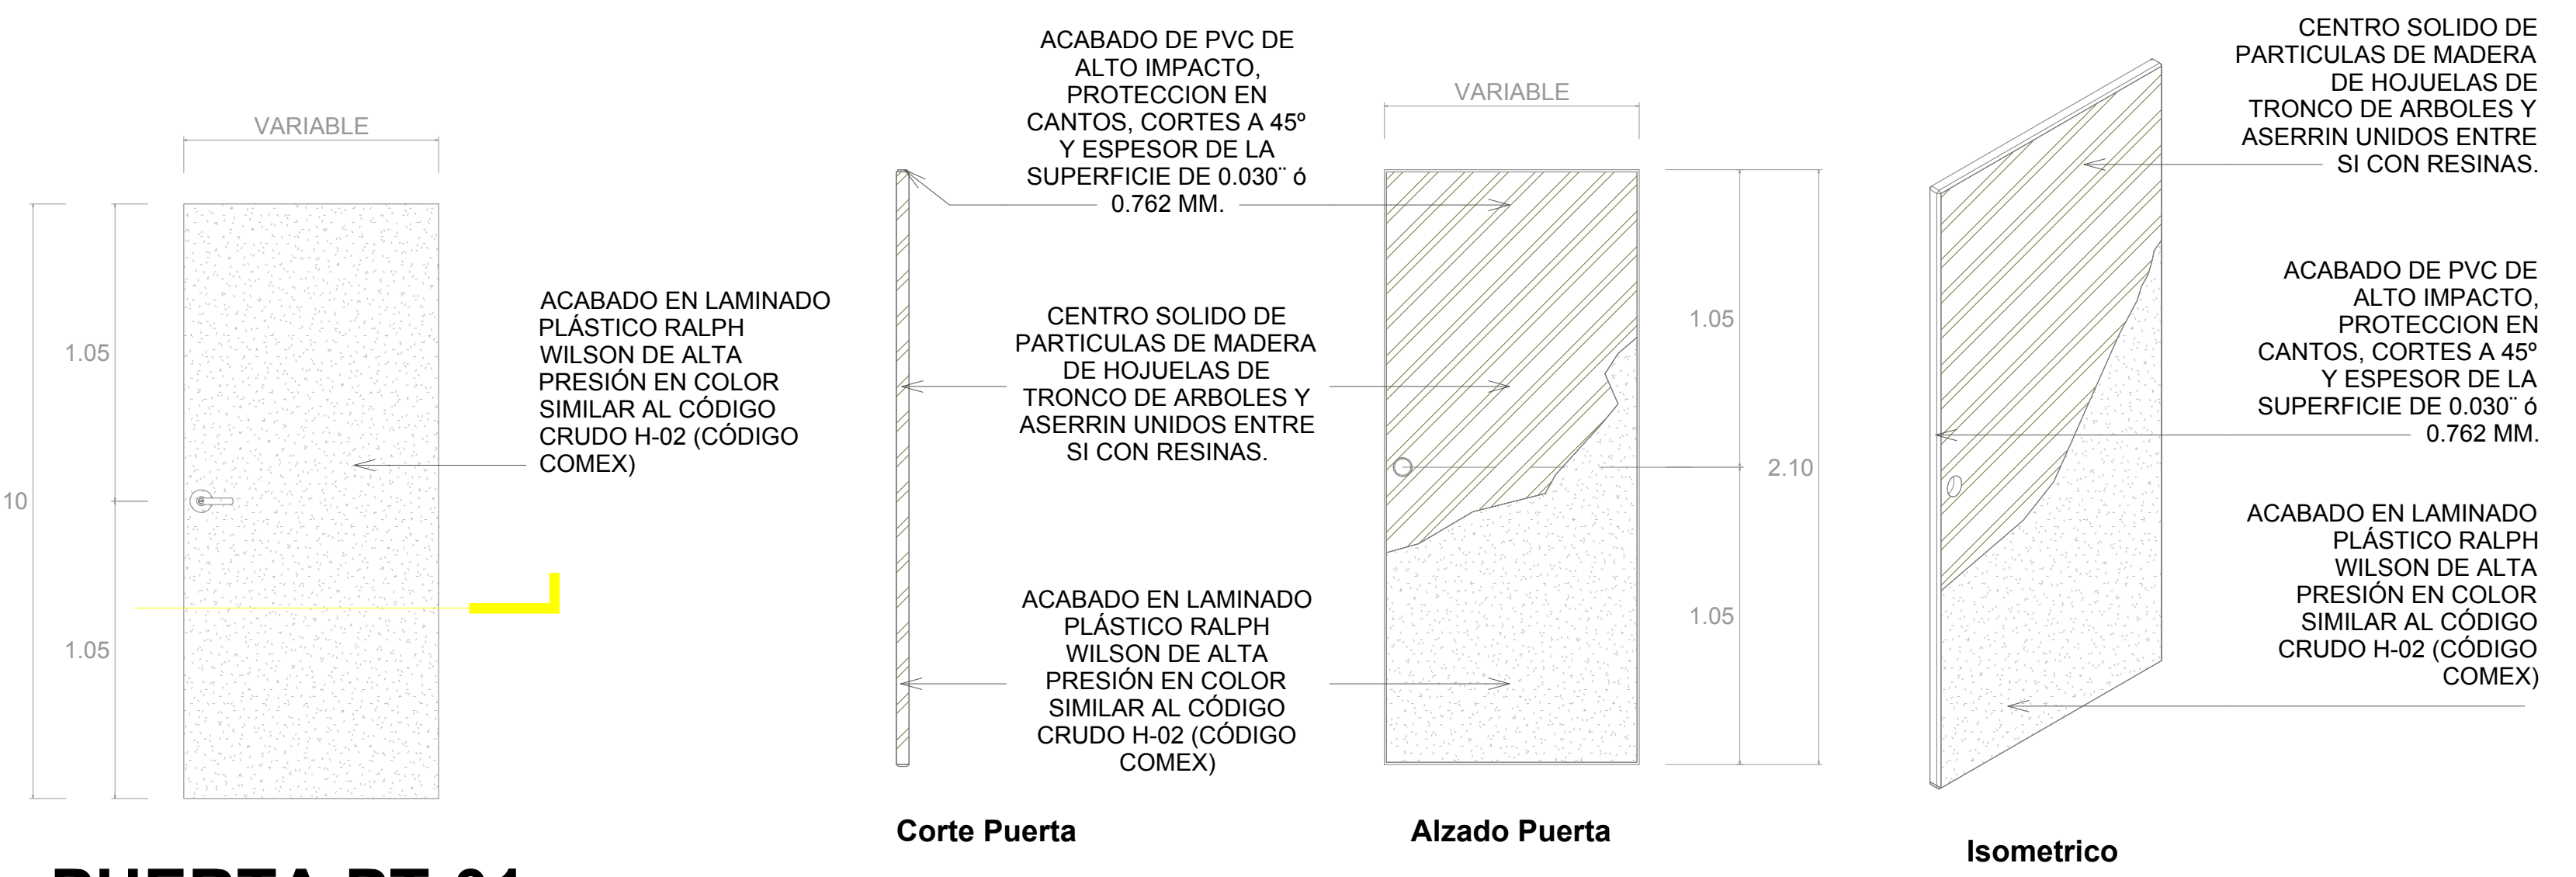 VARIABLE
10
1.05
1.05
ACABADO EN LAMINADO
PLÁSTICO RALPH
WILSON DE ALTA
PRESIÓN EN COLOR
SIMILAR AL CÓDIGO
CRUDO H-02 (CÓDIGO
COMEX)
ACABADO DE PVC DE
ALTO IMPACTO,
PROTECCION EN
CANTOS, CORTES A 45º
Y ESPESOR DE LA
SUPERFICIE DE 0.030¨ ó
0.762 MM.
CENTRO SOLIDO DE
PARTICULAS DE MADERA
DE HOJUELAS DE
TRONCO DE ARBOLES Y
ASERRIN UNIDOS ENTRE
SI CON RESINAS.
ACABADO EN LAMINADO
PLÁSTICO RALPH
WILSON DE ALTA
PRESIÓN EN COLOR
SIMILAR AL CÓDIGO
CRUDO H-02 (CÓDIGO
COMEX)
Corte Puerta
VARIABLE
1.05
2.10
1.05
Alzado Puerta
CENTRO SOLIDO DE
PARTICULAS DE MADERA
DE HOJUELAS DE
TRONCO DE ARBOLES Y
ASERRIN UNIDOS ENTRE
SI CON RESINAS.
ACABADO DE PVC DE
ALTO IMPACTO,
PROTECCION EN
CANTOS, CORTES A 45º
Y ESPESOR DE LA
SUPERFICIE DE 0.030¨ ó
0.762 MM.
ACABADO EN LAMINADO
PLÁSTICO RALPH
WILSON DE ALTA
PRESIÓN EN COLOR
SIMILAR AL CÓDIGO
CRUDO H-02 (CÓDIGO
COMEX)
Isometrico